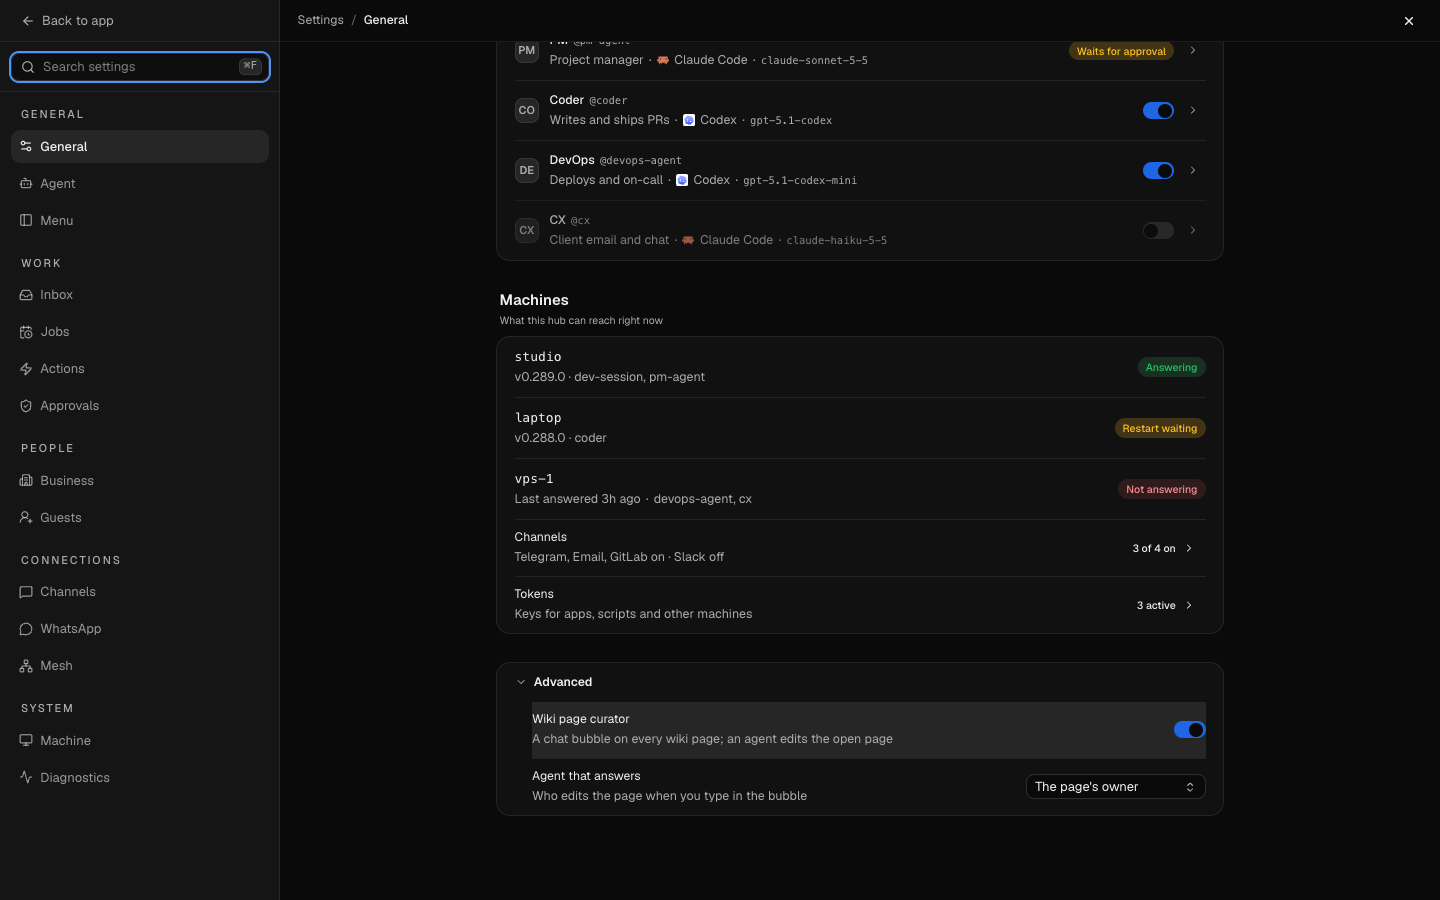 Back to app
Settings / General
Search settings
⌘F
GENERAL
General
Agent
Menu
WORK
Inbox
Jobs
Actions
Approvals
PEOPLE
Business
Guests
CONNECTIONS
Channels
WhatsApp
Mesh
SYSTEM
Machine
Diagnostics
PM
PM @pm-agent
Project manager · Claude Code · claude-sonnet-5-5
Waits for approval
CO
Coder @coder
Writes and ships PRs · Codex · gpt-5.1-codex
DE
DevOps @devops-agent
Deploys and on-call · Codex · gpt-5.1-codex-mini
CX
CX @cx
Client email and chat · Claude Code · claude-haiku-5-5
Machines
What this hub can reach right now
studio
v0.289.0 · dev-session, pm-agent
Answering
laptop
v0.288.0 · coder
Restart waiting
vps-1
Last answered 3h ago · devops-agent, cx
Not answering
Channels
Telegram, Email, GitLab on · Slack off
3 of 4 on
Tokens
Keys for apps, scripts and other machines
3 active
Advanced
Wiki page curator
A chat bubble on every wiki page; an agent edits the open page
Agent that answers
Who edits the page when you type in the bubble
The page's owner